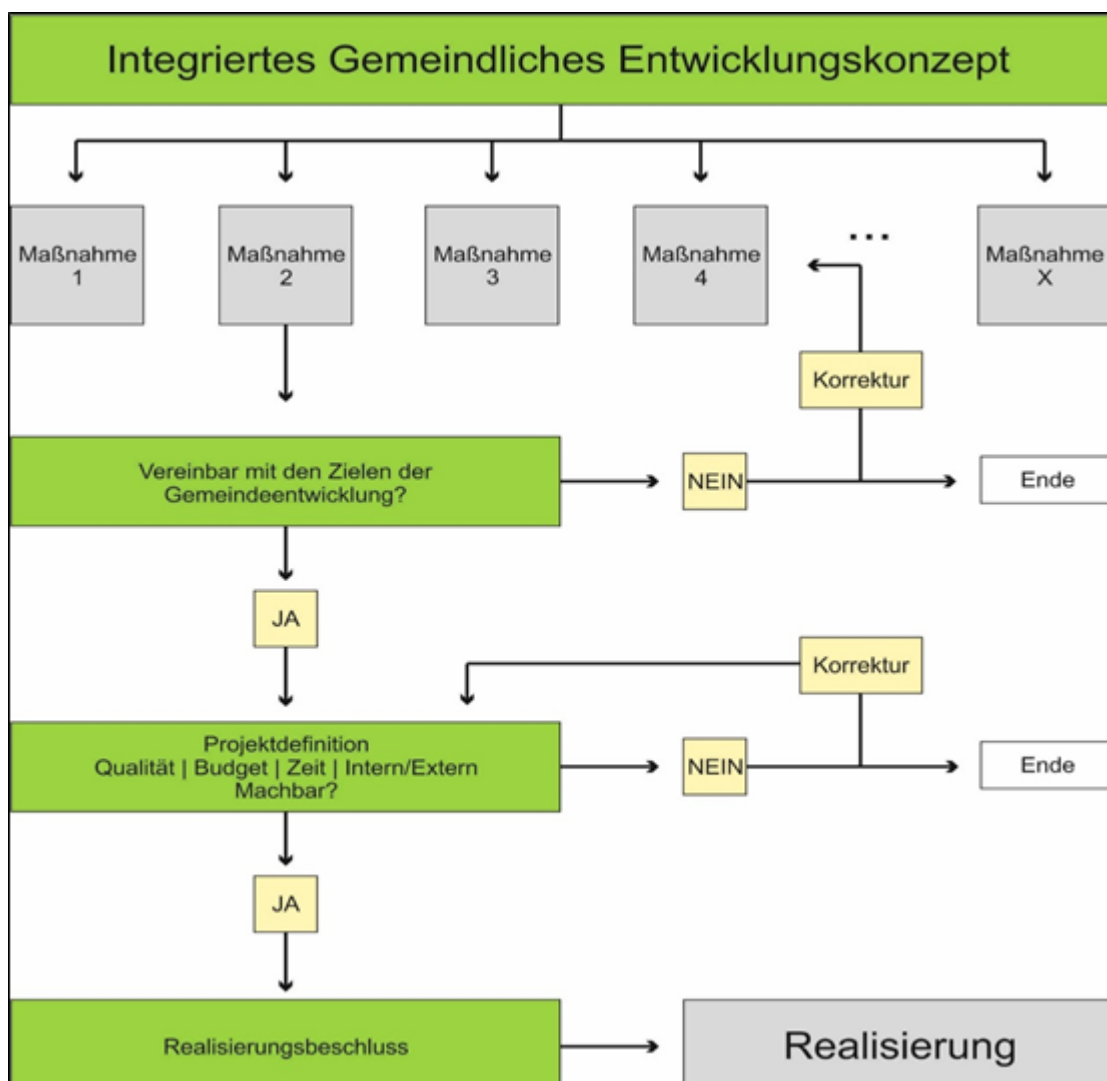 Integriertes Gemeindliches Entwicklungskonzept
Maßnahme
1
Maßnahme
2
Maßnahme
3
Maßnahme
4
...
Maßnahme
X
Korrektur
Vereinbar mit den Zielen der
Gemeindeentwicklung?
NEIN
Ende
JA
Korrektur
Projektdefinition
Qualität | Budget | Zeit | Intern/Extern
Machbar?
NEIN
Ende
JA
Realisierungsbeschluss
Realisierung